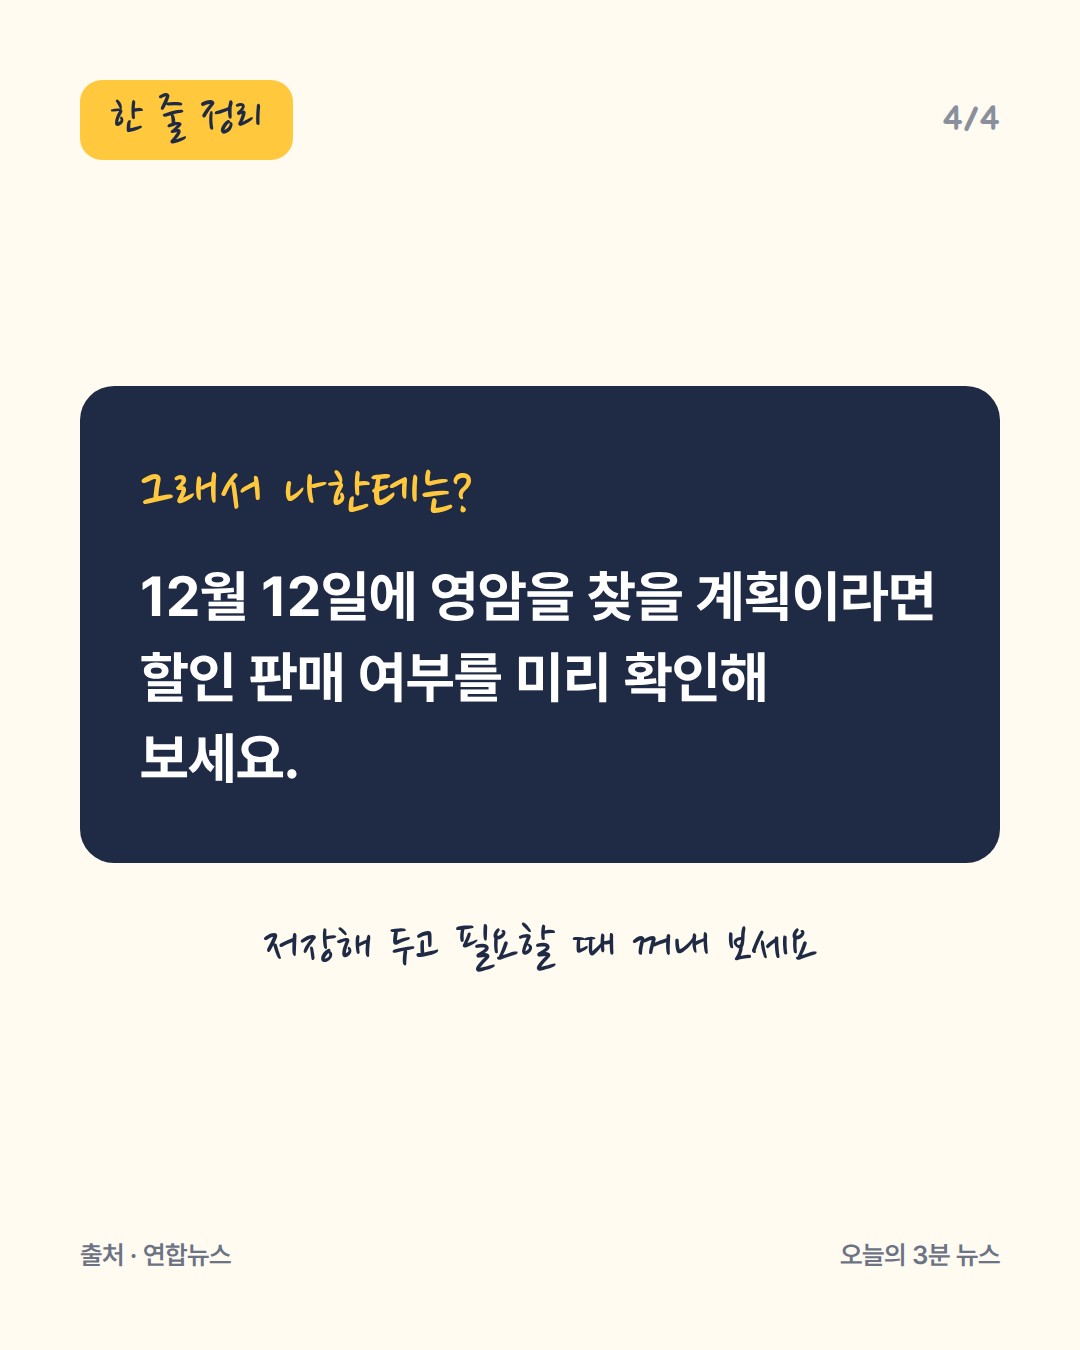 한 줄 정리
4/4
그래서 나한테는?
12월 12일에 영암을 찾을 계획이라면
할인 판매 여부를 미리 확인해
보세요.
저장해 두고 필요할 때 꺼내 보세요
출처 · 연합뉴스
오늘의 3분 뉴스